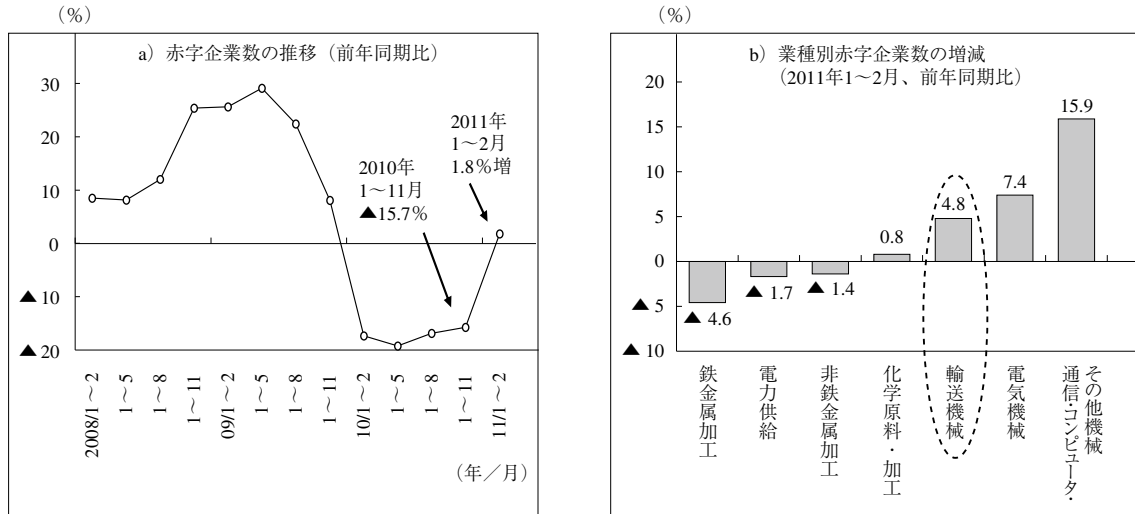 （%）
a）赤字企業数の推移（前年同期比）
30
20
10
0
▲ 10
▲ 20
2010年
1～11月
▲15.7%
2011年
1～2月
1.8%増
2008/1～2
1～5
1～8
1～11
09/1～2
1～5
1～8
1～11
10/1～2
1～5
1～8
1～11
11/1～2
（年／月）
（%）
b）業種別赤字企業数の増減
（2011年1～2月、前年同期比）
20
15
10
5
0
▲ 5
▲ 10
▲ 4.6
▲ 1.7
▲ 1.4
0.8
4.8
7.4
15.9
鉄金属加工
電力供給
非鉄金属加工
化学原料・加工
輸送機械
電気機械
通信・コンピュータ・
その他機械